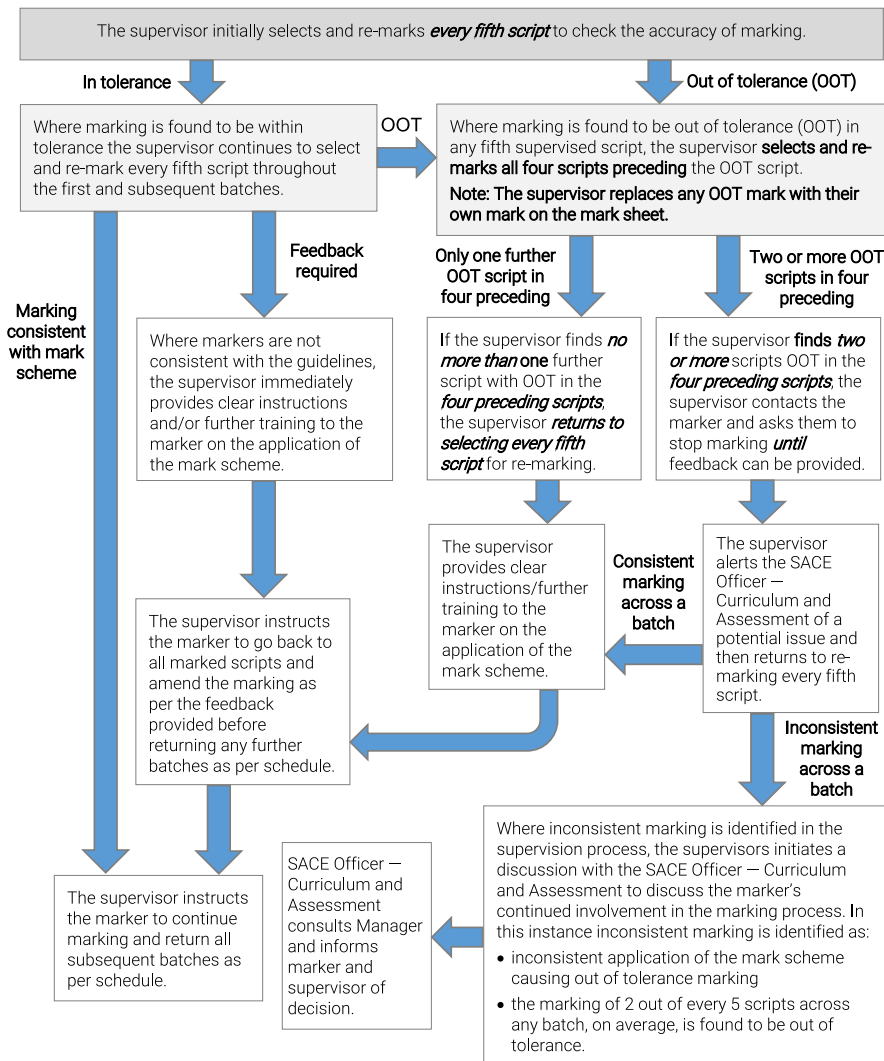 The supervisor initially selects and re-marks every fifth script to check the accuracy of marking.
In tolerance
Out of tolerance (OOT)
Where marking is found to be within
tolerance the supervisor continues to select
and re-mark every fifth script throughout
the first and subsequent batches.
OOT
Where marking is found to be out of tolerance (OOT) in
any fifth supervised script, the supervisor selects and re-
marks all four scripts preceding the OOT script.
Note: The supervisor replaces any OOT mark with their
own mark on the mark sheet.
Marking
consistent
with mark
scheme
Feedback
required
Only one further
OOT script in
four preceding
Two or more OOT
scripts in four
preceding
Where markers are not
consistent with the guidelines,
the supervisor immediately
provides clear instructions
and/or further training to the
marker on the application of
the mark scheme.
If the supervisor finds no
more than one further
script with OOT in the
four preceding scripts,
the supervisor returns to
selecting every fifth
script for re-marking.
If the supervisor finds two
or more scripts OOT in the
four preceding scripts, the
supervisor contacts the
marker and asks them to
stop marking until
feedback can be provided.
The supervisor
provides clear
instructions/further
training to the
marker on the
application of the
mark scheme.
Consistent
marking
across a
batch
The supervisor
alerts the SACE
Officer —
Curriculum and
Assessment of a
potential issue and
then returns to re-
marking every fifth
script.
The supervisor instructs
the marker to go back to
all marked scripts and
amend the marking as
per the feedback
provided before
returning any further
batches as per schedule.
Inconsistent
marking
across a
batch
The supervisor instructs
the marker to continue
marking and return all
subsequent batches as
per schedule.
SACE Officer —
Curriculum and
Assessment
consults Manager
and informs
marker and
supervisor of
decision.
Where inconsistent marking is identified in the
supervision process, the supervisors initiates a
discussion with the SACE Officer — Curriculum
and Assessment to discuss the marker's
continued involvement in the marking process. In
this instance inconsistent marking is identified as:
• inconsistent application of the mark scheme
causing out of tolerance marking
• the marking of 2 out of every 5 scripts across
any batch, on average, is found to be out of
tolerance.